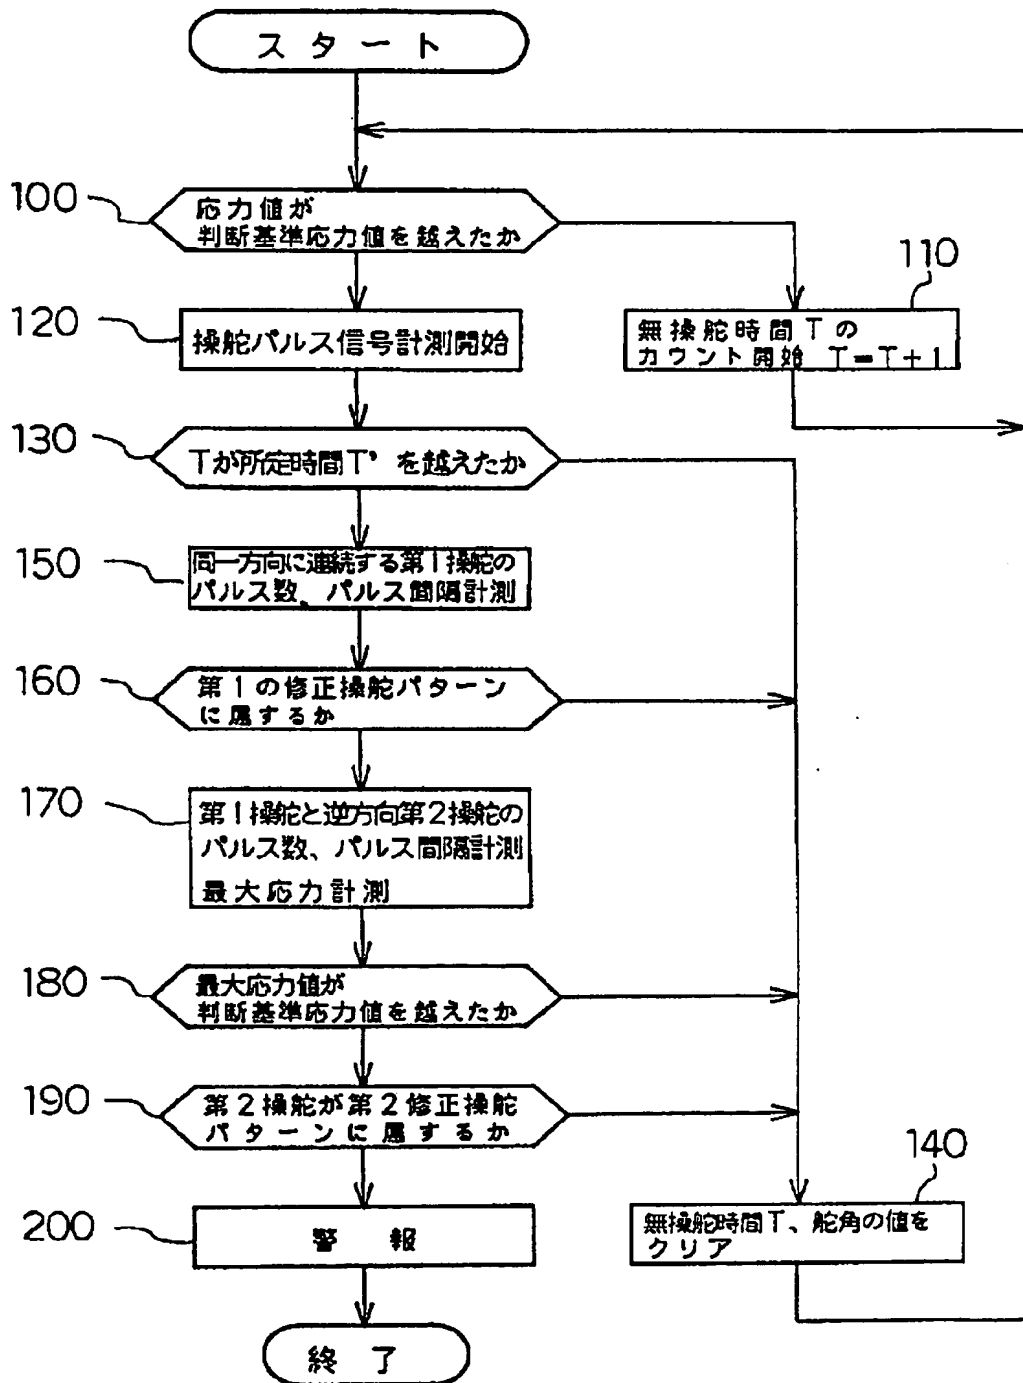 スタート
100
応力値が
判断基準応力値を越えたか
110
無操舵時間Tの
カウント開始 T=T+1
120
操舵パルス信号計測開始
130
Tが所定時間T'を越えたか
150
同一方向に連続する第1操舵の
パルス数、パルス間隔計測
160
第1の修正操舵パターン
に属するか
170
第1操舵と逆方向第2操舵の
パルス数、パルス間隔計測
最大応力計測
180
最大応力値が
判断基準応力値を越えたか
190
第2操舵が第2修正操舵
パターンに属するか
140
無操舵時間T、舵角の値を
クリア
200
警報
終了